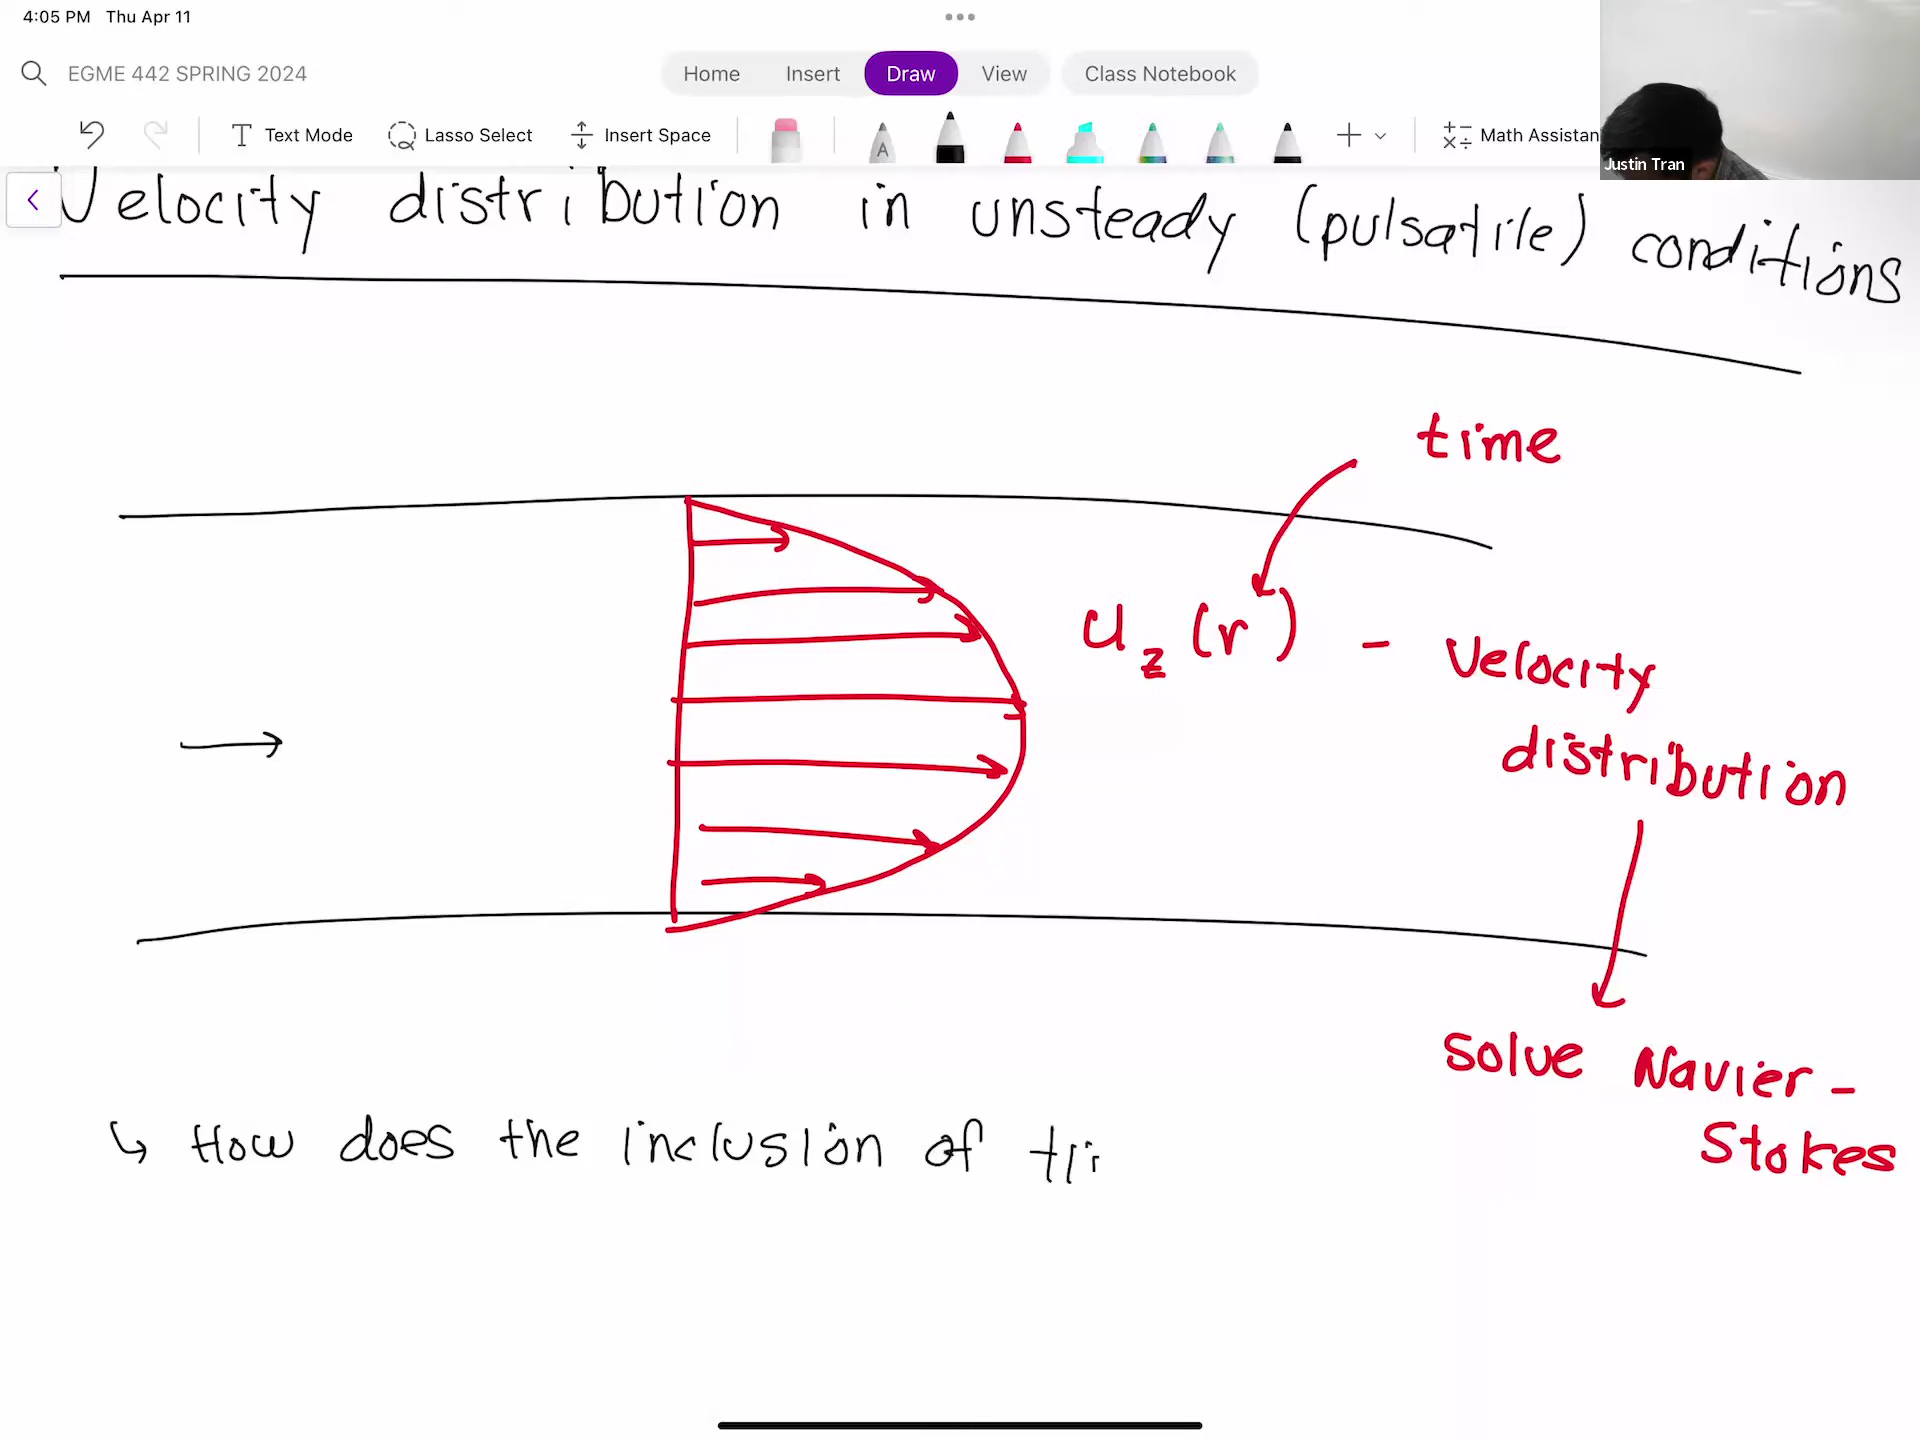 4:05 PM Thu Apr 11
EGME 442 SPRING 2024
Home Insert Draw View Class Notebook
Text Mode Lasso Select Insert Space A Math Assistan
Justin Tran
Velocity distribution in unsteady (pulsatile) conditions
time
uz(r ) - velocity
distribution
solve Navier-
Stokes
↳ How does the inclusion of ti